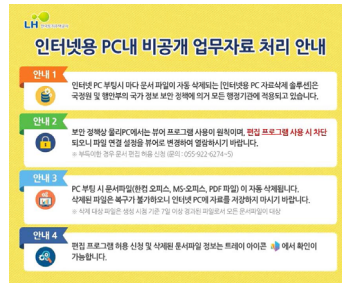 LH
인터넷용 PC내 비공개 업무자료 처리 안내
안내 1
인터넷 PC 부팅시 마다 문서 파일이 자동 삭제되는 [인터넷용 PC 자료삭제 솔루션]은
국정원 및 행안부의 국가 정보 보안 정책에 의거 모든 행정기관에 적용되고 있습니다.
안내 2
보안 정책상 물리PC에서는 뷰어 프로그램 사용이 원칙이며, 편집 프로그램 사용 시 차단
되오니 파일 연결 설정을 뷰어로 변경하여 열람하시기 바랍니다.
※ 부득이한 경우 문서 편집 허용 신청 (문의 : 055-922-6274~5)
안내 3
PC 부팅 시 문서파일(한컴 오피스, MS-오피스, PDF 파일) 이 자동 삭제됩니다.
삭제된 파일은 복구가 불가하오니 인터넷 PC에 자료를 저장하지 마시기 바랍니다.
※ 삭제 대상 파일은 생성 시점 기준 7일 이상 경과된 파일로서 모든 문서파일이 대상
안내 4
편집 프로그램 허용 신청 및 삭제된 문서파일 정보는 트레이 아이콘 에서 확인이
가능합니다.